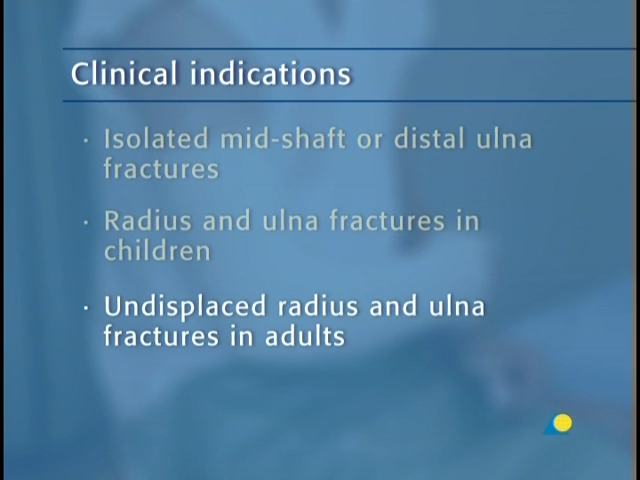 Clinical indications
· Isolated mid-shaft or distal ulna
fractures
· Radius and ulna fractures in
children
· Undisplaced radius and ulna
fractures in adults